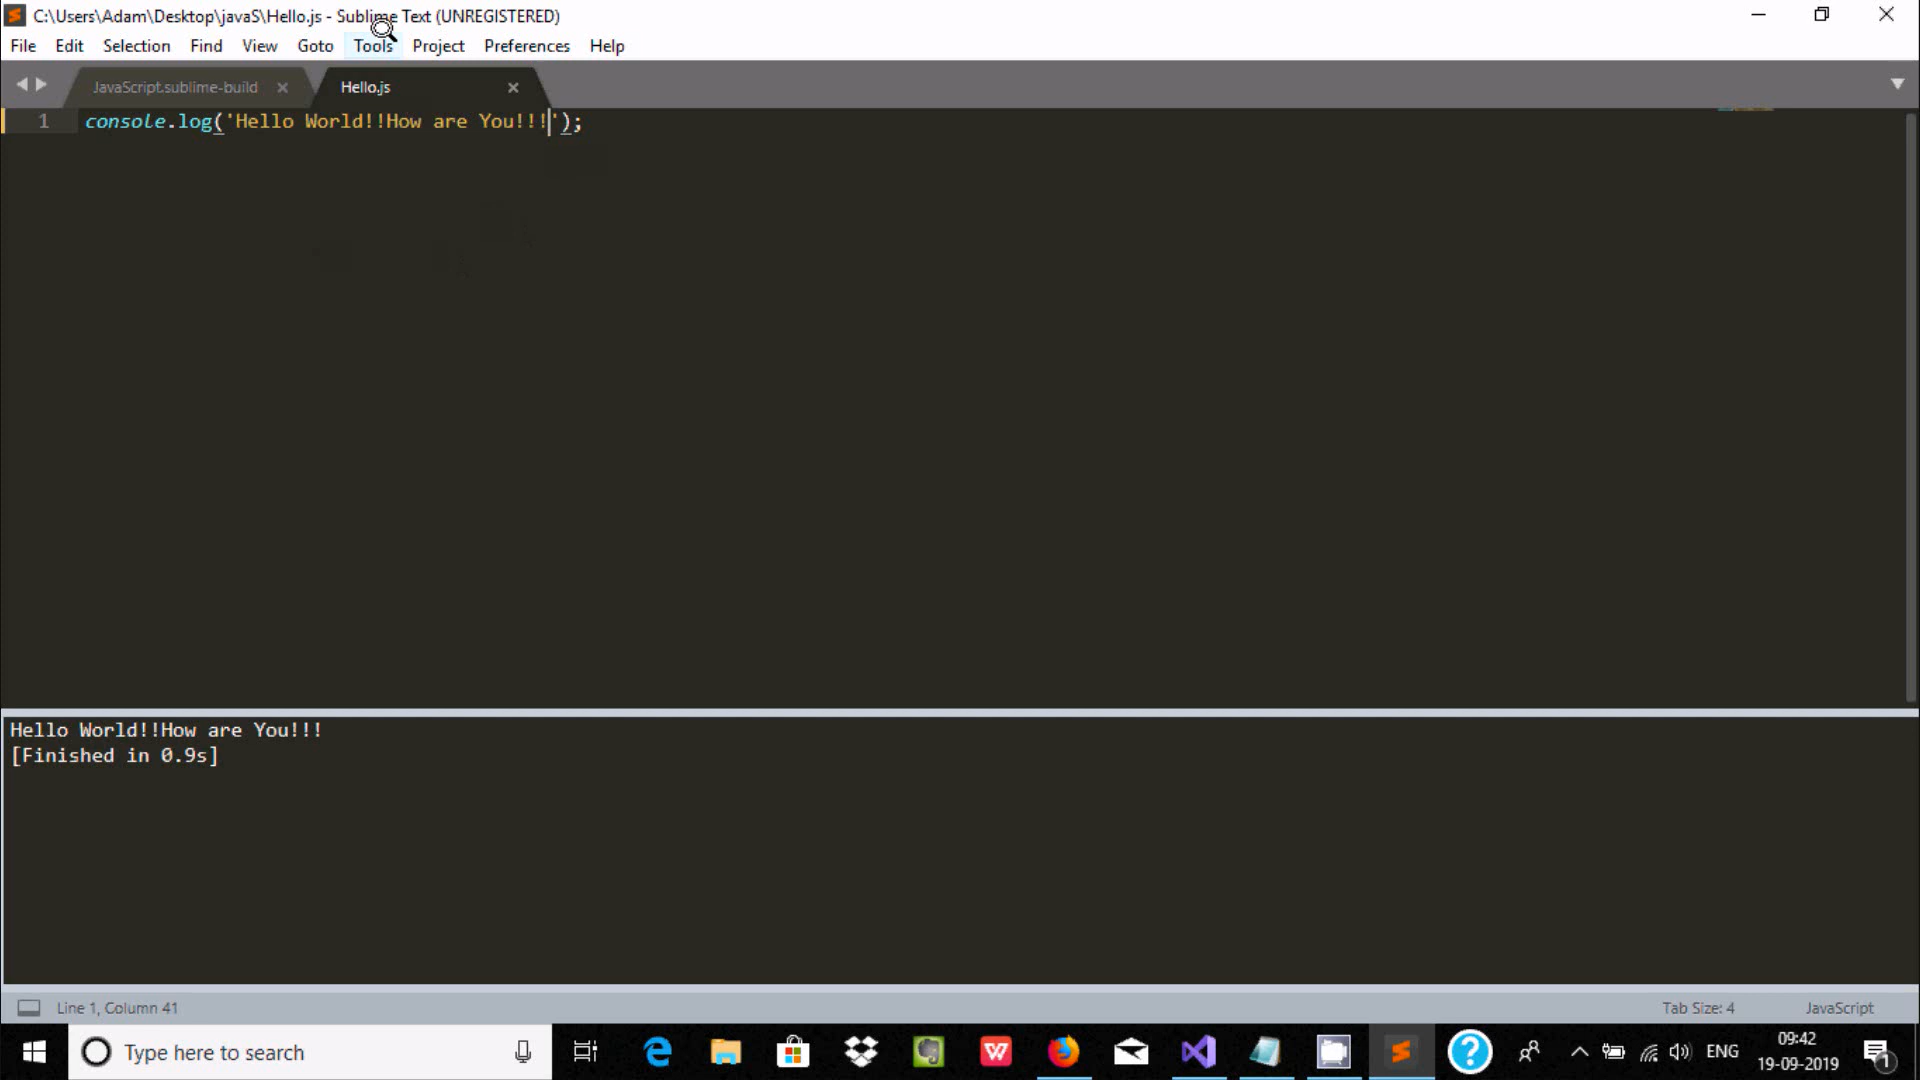 C:\Users\Adam\Desktop\javaS\Hello.js - Sublime Text (UNREGISTERED)
File Edit Selection Find View Goto Tools Project Preferences Help
JavaScript.sublime-build Hello.js
1 console.log('Hello World!!How are You!!!');
Hello World!!How are You!!!
[Finished in 0.9s]
Line 1, Column 41 Tab Size: 4 JavaScript
Type here to search ENG 09:42
19-09-2019 1